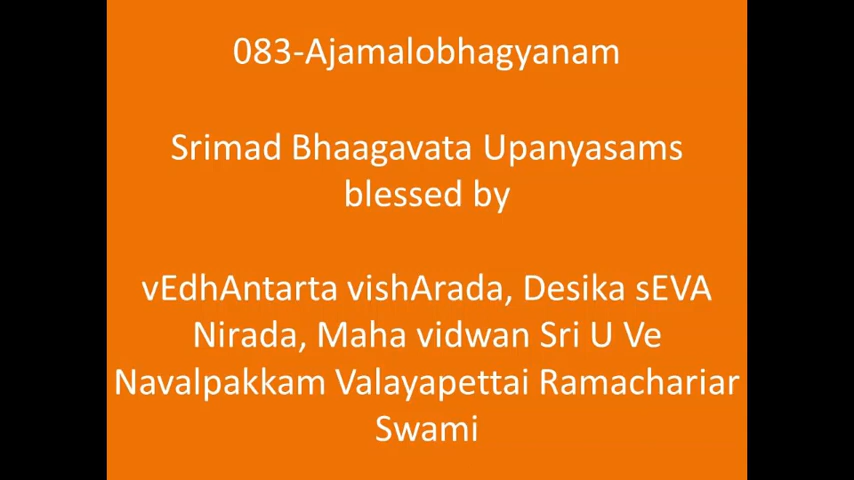 083-Ajamalobhagyanam
Srimad Bhaagavata Upanyasams
blessed by
vEdhAntarta vishArada, Desika sEVA
Nirada, Maha vidwan Sri U Ve
Navalpakkam Valayapettai Ramachariar
Swami